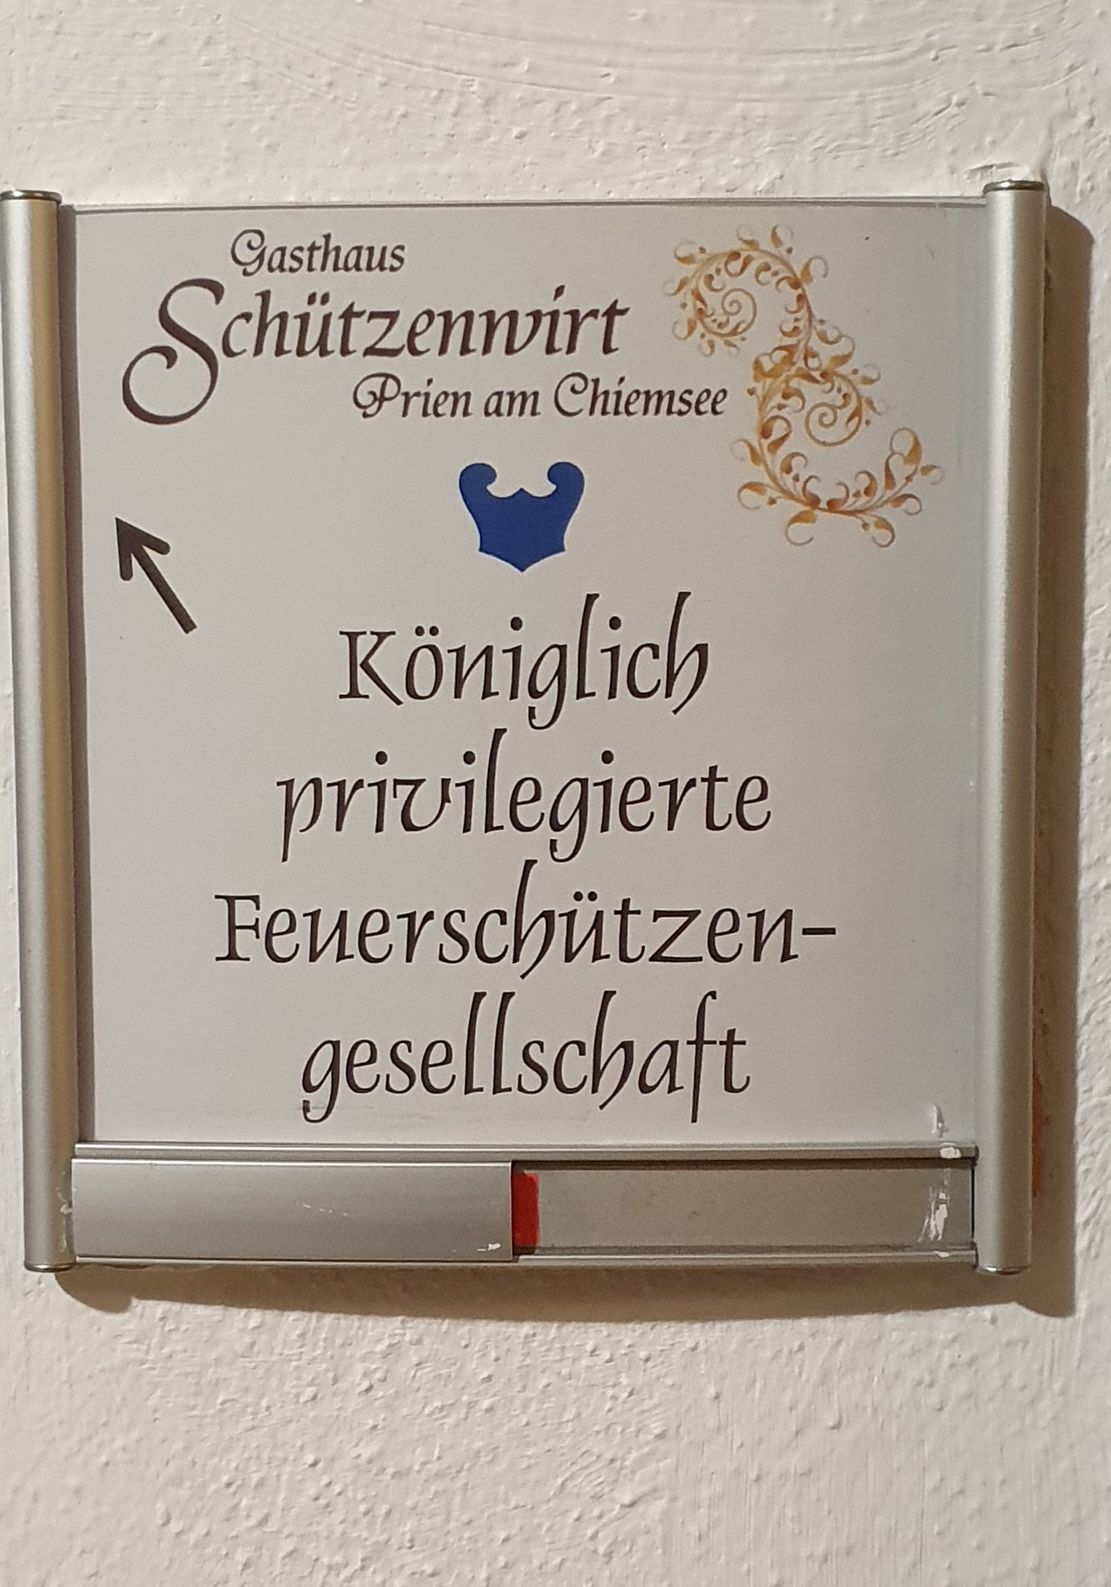 Gasthaus
Schützenwirt
Prien am Chiemsee
Königlich
privilegierte
Feuerschützen-
gesellschaft